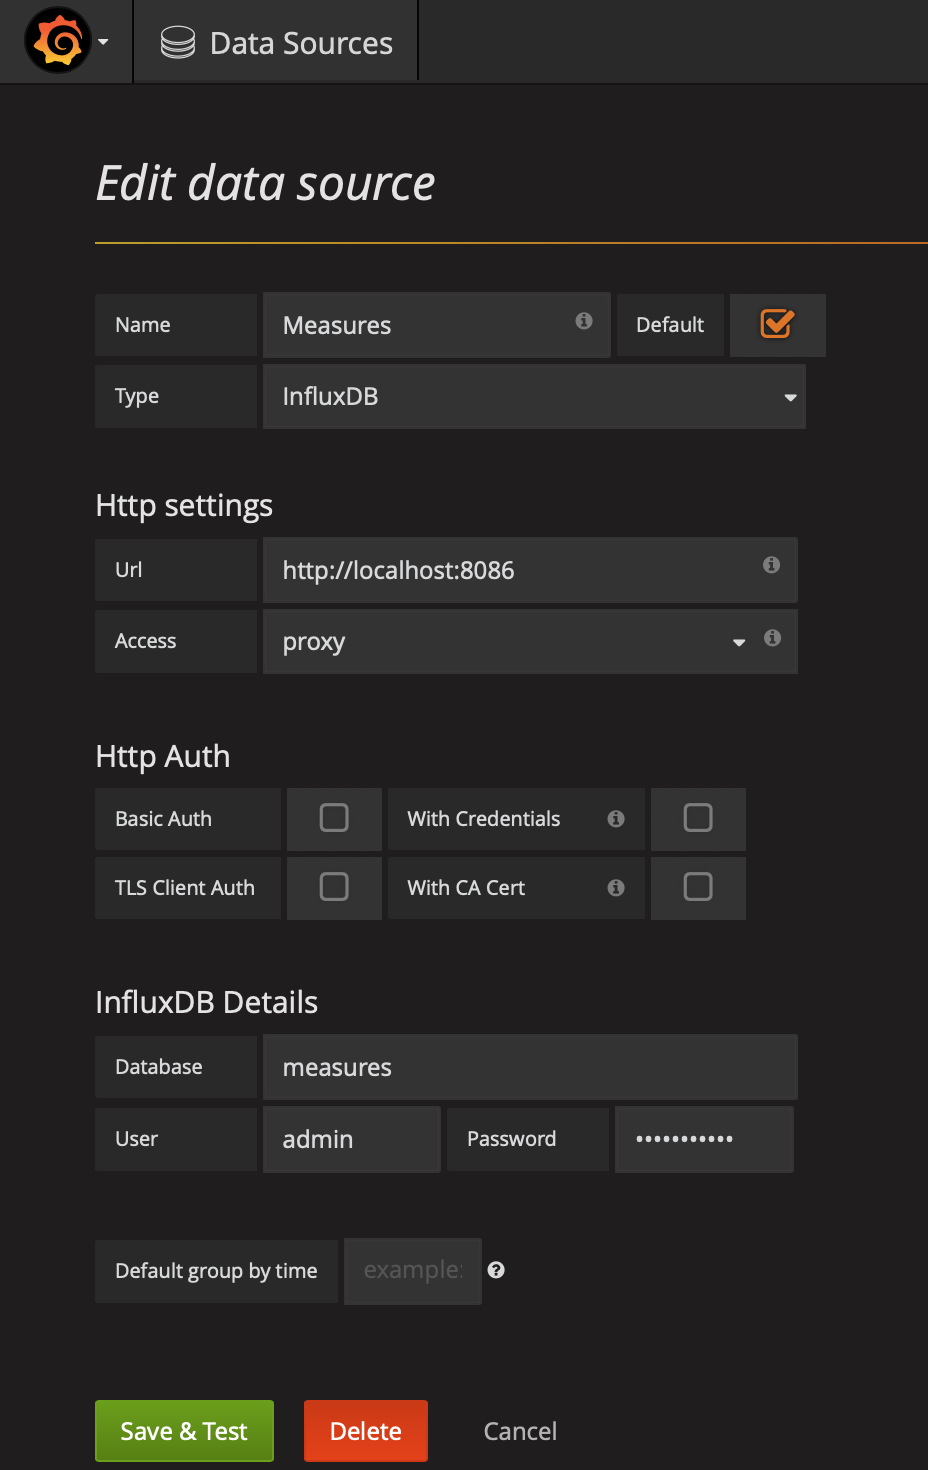 Data Sources
Edit data source
Name Measures Default
Type InfluxDB
Http settings
Url http://localhost:8086
Access proxy
Http Auth
Basic Auth With Credentials
TLS Client Auth With CA Cert
InfluxDB Details
Database measures
User admin Password •••••••••••
Default group by time example:
Save & Test Delete Cancel